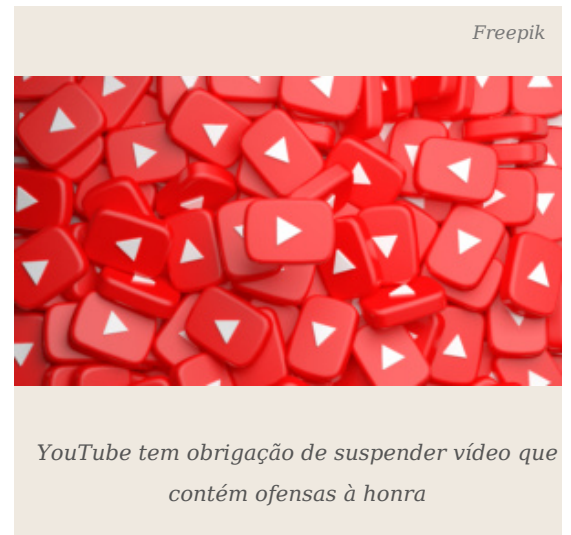 Freepik
YouTube tem obrigação de suspender vídeo que
contém ofensas à honra